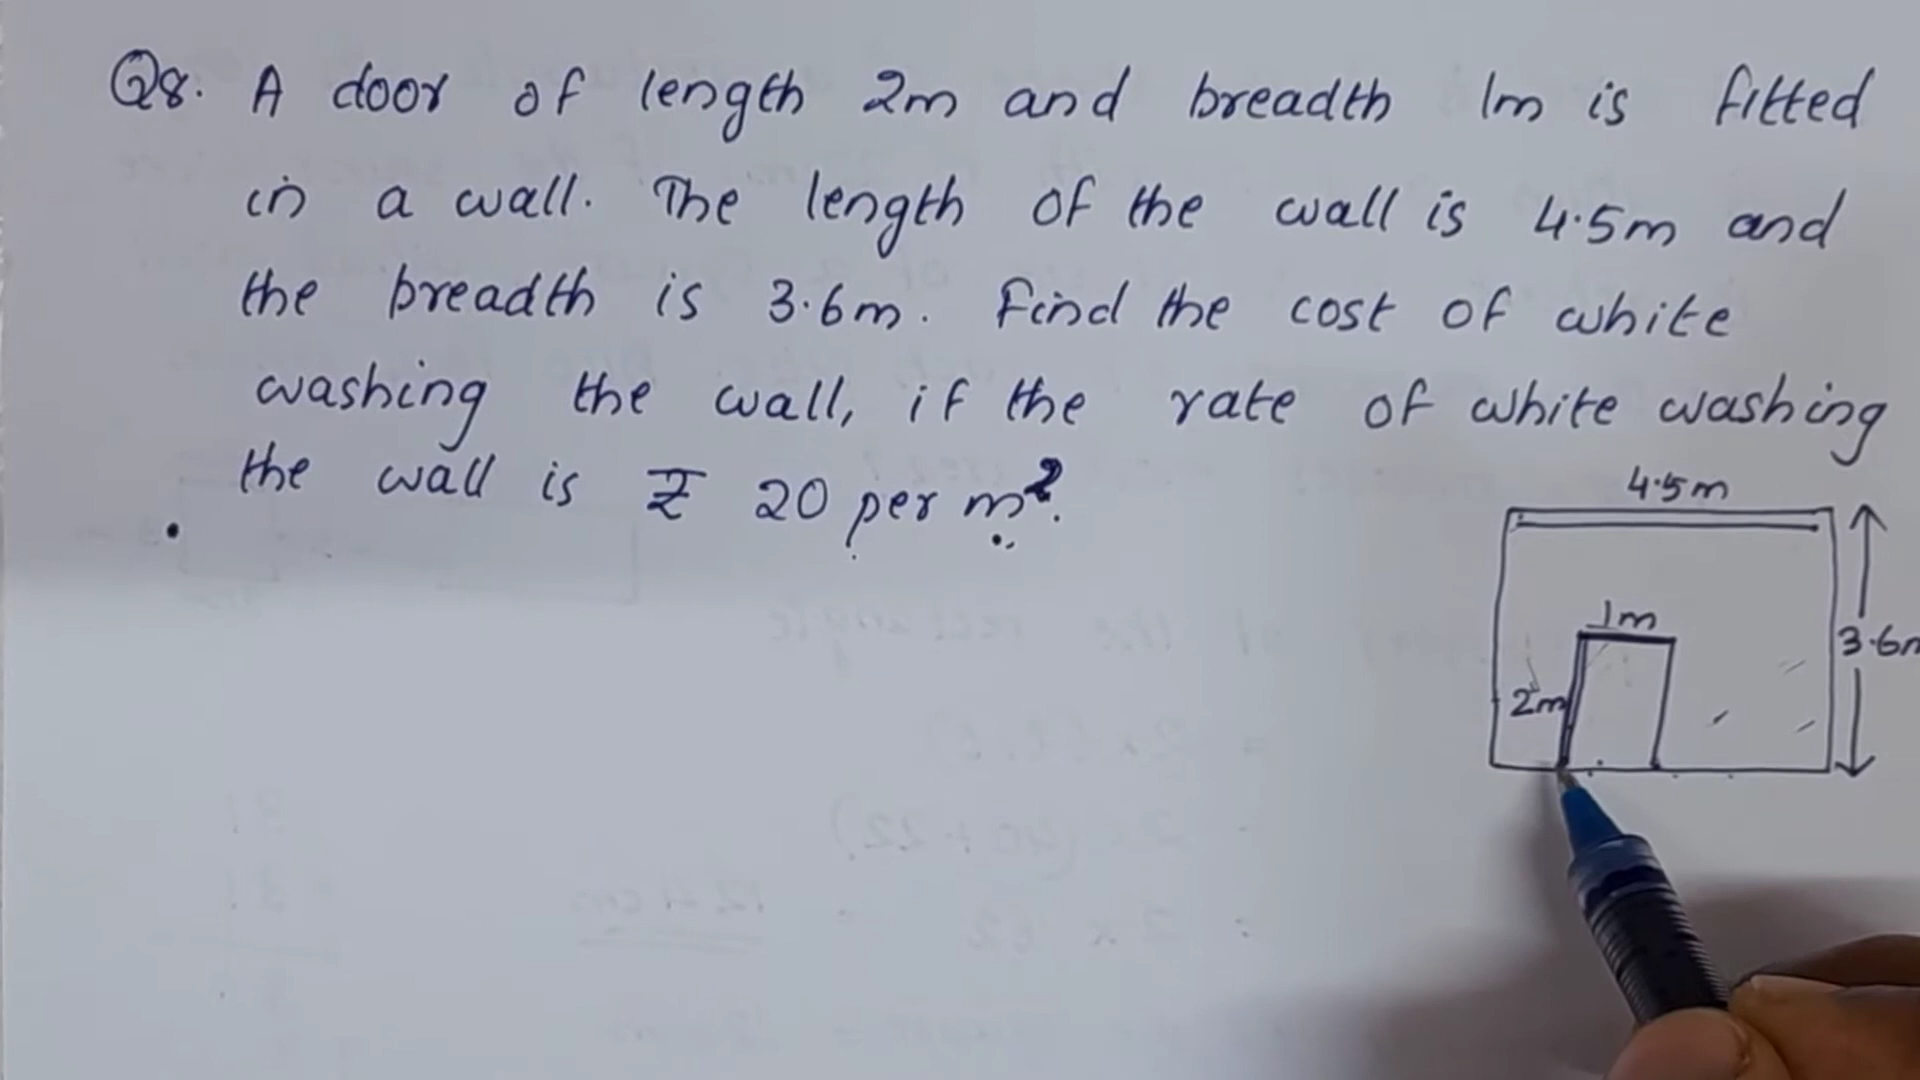 Q8. A door of length 2m and breadth 1m is fitted
in a wall. The length of the wall is 4.5m and
the breadth is 3.6m. Find the cost of white
washing the wall, if the rate of white washing
the wall is ₹ 20 per m².
4.5m
1m
3.6m
2m